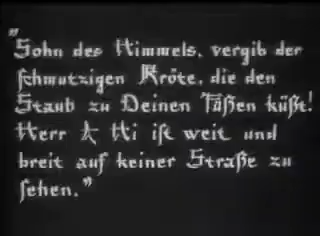 "Sohn des Himmels, vergib der
schmutzigen Kröte, die den
Staub zu Deinen Füßen küßt!
Herr A Hi ist weit und
breit auf keiner Straße zu
sehen."